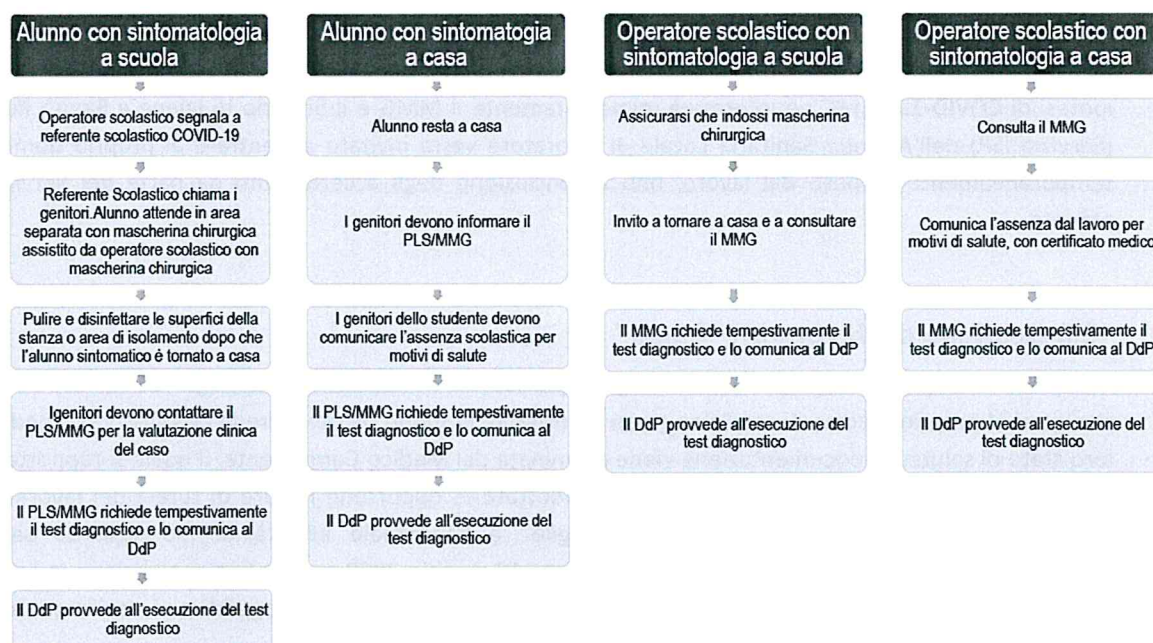 Alunno con sintomatologia
a scuola
Operatore scolastico segnala a
referente scolastico COVID-19
Referente Scolastico chiama i
genitori.Alunno attende in area
separata con mascherina chirurgica
assistito da operatore scolastico con
mascherina chirurgica
Pulire e disinfettare le superfici della
stanza o area di isolamento dopo che
l'alunno sintomatico é tornato a casa
Igenitori devono contattare il
PLS/MMG per la valutazione clinica
del caso
Il PLS/MMG richiede tempestivamente
il test diagnostico e lo comunica al
DdP
Il DdP provvede all'esecuzione del test
diagnostico
Alunno con sintomatogia
a casa
Alunno resta a casa
I genitori devono informare il
PLS/MMG
I genitori dello studente devono
comunicare l'assenza scolastica per
motivi di salute
Il PLS/MMG richiede tempestivamente
il test diagnostico e lo comunica al
DdP
Il DdP provvede all'esecuzione del
test diagnostico
Operatore scolastico con
sintomatologia a scuola
Assicurarsi che indossi mascherina
chirurgica
Invito a tornare a casa e a consultare
il MMG
Il MMG richiede tempestivamente il
test diagnostico e lo comunica al DdP
Il DdP provvede all'esecuzione del
test diagnostico
Operatore scolastico con
sintomatologia a casa
Consulta il MMG
Comunica l'assenza dal lavoro per
motivi di salute, con certificato medico
Il MMG richiede tempestivamente il
test diagnostico e lo comunica al DdP
Il DdP provvede all'esecuzione del
test diagnostico